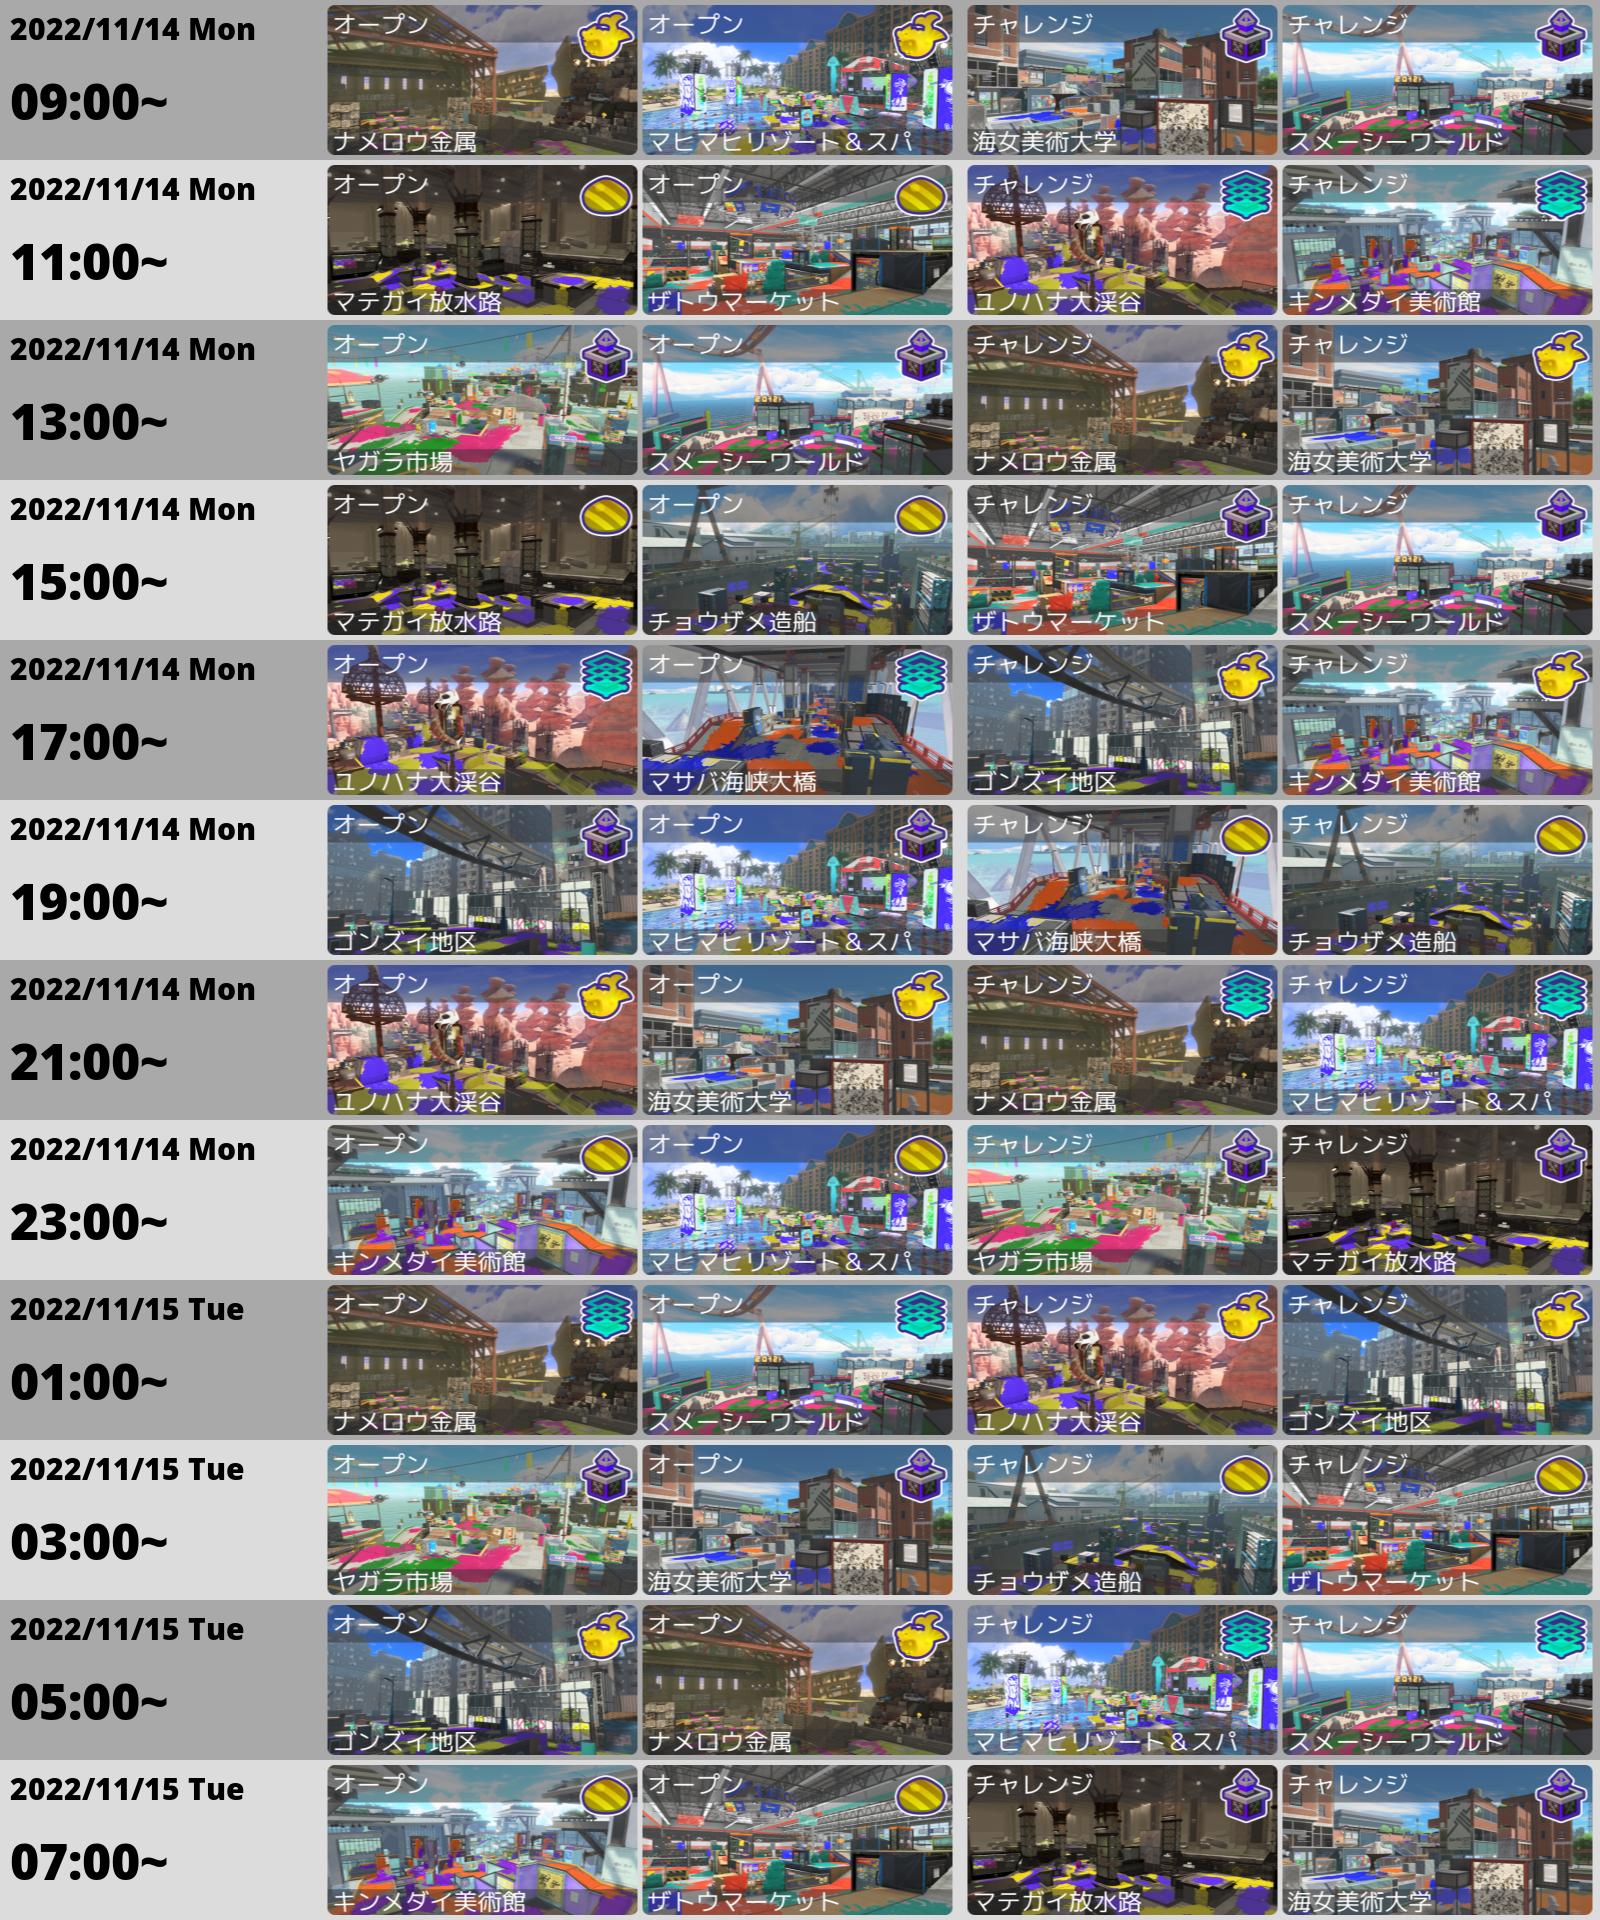 2022/11/14 Mon
09:00~
オープン
ナメロウ金属
オープン
マヒマヒリゾート＆スパ
チャレンジ
海女美術大学
チャレンジ
スメーシーワールド
2022/11/14 Mon
11:00~
オープン
マテガイ放水路
オープン
ザトウマーケット
チャレンジ
ユノハナ大渓谷
チャレンジ
キンメダイ美術館
2022/11/14 Mon
13:00~
オープン
ヤガラ市場
オープン
スメーシーワールド
チャレンジ
ナメロウ金属
チャレンジ
海女美術大学
2022/11/14 Mon
15:00~
オープン
マテガイ放水路
オープン
チョウザメ造船
チャレンジ
ザトウマーケット
チャレンジ
スメーシーワールド
2022/11/14 Mon
17:00~
オープン
ユノハナ大渓谷
オープン
マサバ海峡大橋
チャレンジ
ゴンズイ地区
チャレンジ
キンメダイ美術館
2022/11/14 Mon
19:00~
オープン
ゴンズイ地区
オープン
マヒマヒリゾート＆スパ
チャレンジ
マサバ海峡大橋
チャレンジ
チョウザメ造船
2022/11/14 Mon
21:00~
オープン
ユノハナ大渓谷
オープン
海女美術大学
チャレンジ
ナメロウ金属
チャレンジ
マヒマヒリゾート＆スパ
2022/11/14 Mon
23:00~
オープン
キンメダイ美術館
オープン
マヒマヒリゾート＆スパ
チャレンジ
ヤガラ市場
チャレンジ
マテガイ放水路
2022/11/15 Tue
01:00~
オープン
ナメロウ金属
オープン
スメーシーワールド
チャレンジ
ユノハナ大渓谷
チャレンジ
ゴンズイ地区
2022/11/15 Tue
03:00~
オープン
ヤガラ市場
オープン
海女美術大学
チャレンジ
チョウザメ造船
チャレンジ
ザトウマーケット
2022/11/15 Tue
05:00~
オープン
ゴンズイ地区
オープン
ナメロウ金属
チャレンジ
マヒマヒリゾート＆スパ
チャレンジ
スメーシーワールド
2022/11/15 Tue
07:00~
オープン
キンメダイ美術館
オープン
ザトウマーケット
チャレンジ
マテガイ放水路
チャレンジ
海女美術大学